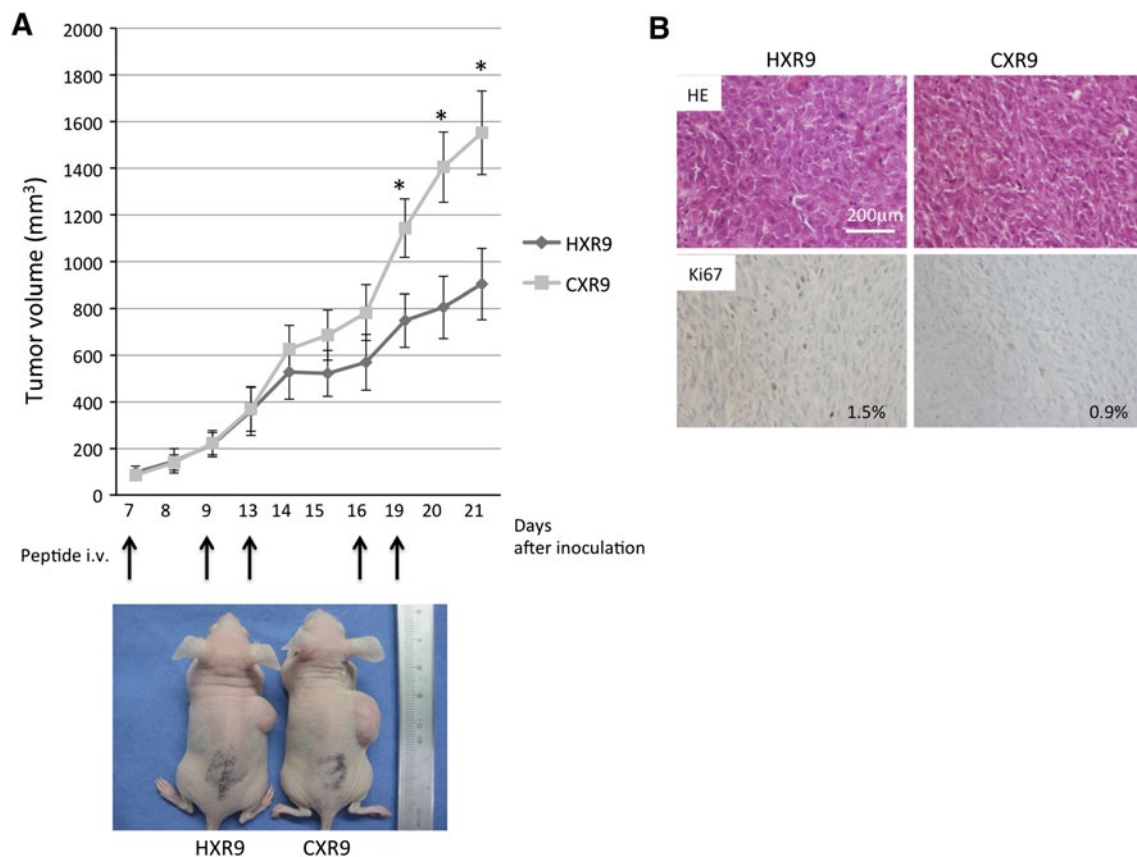 A
2000
1800
1600
1400
1200
1000
800
600
400
200
0
Tumor volume (mm³)
*
*
*
HXR9
CXR9
7 8 9 13 14 15 16 19 20 21
Days
after inoculation
Peptide i.v.
HXR9 CXR9
B
HXR9 CXR9
HE
200μm
Ki67
1.5% 0.9%